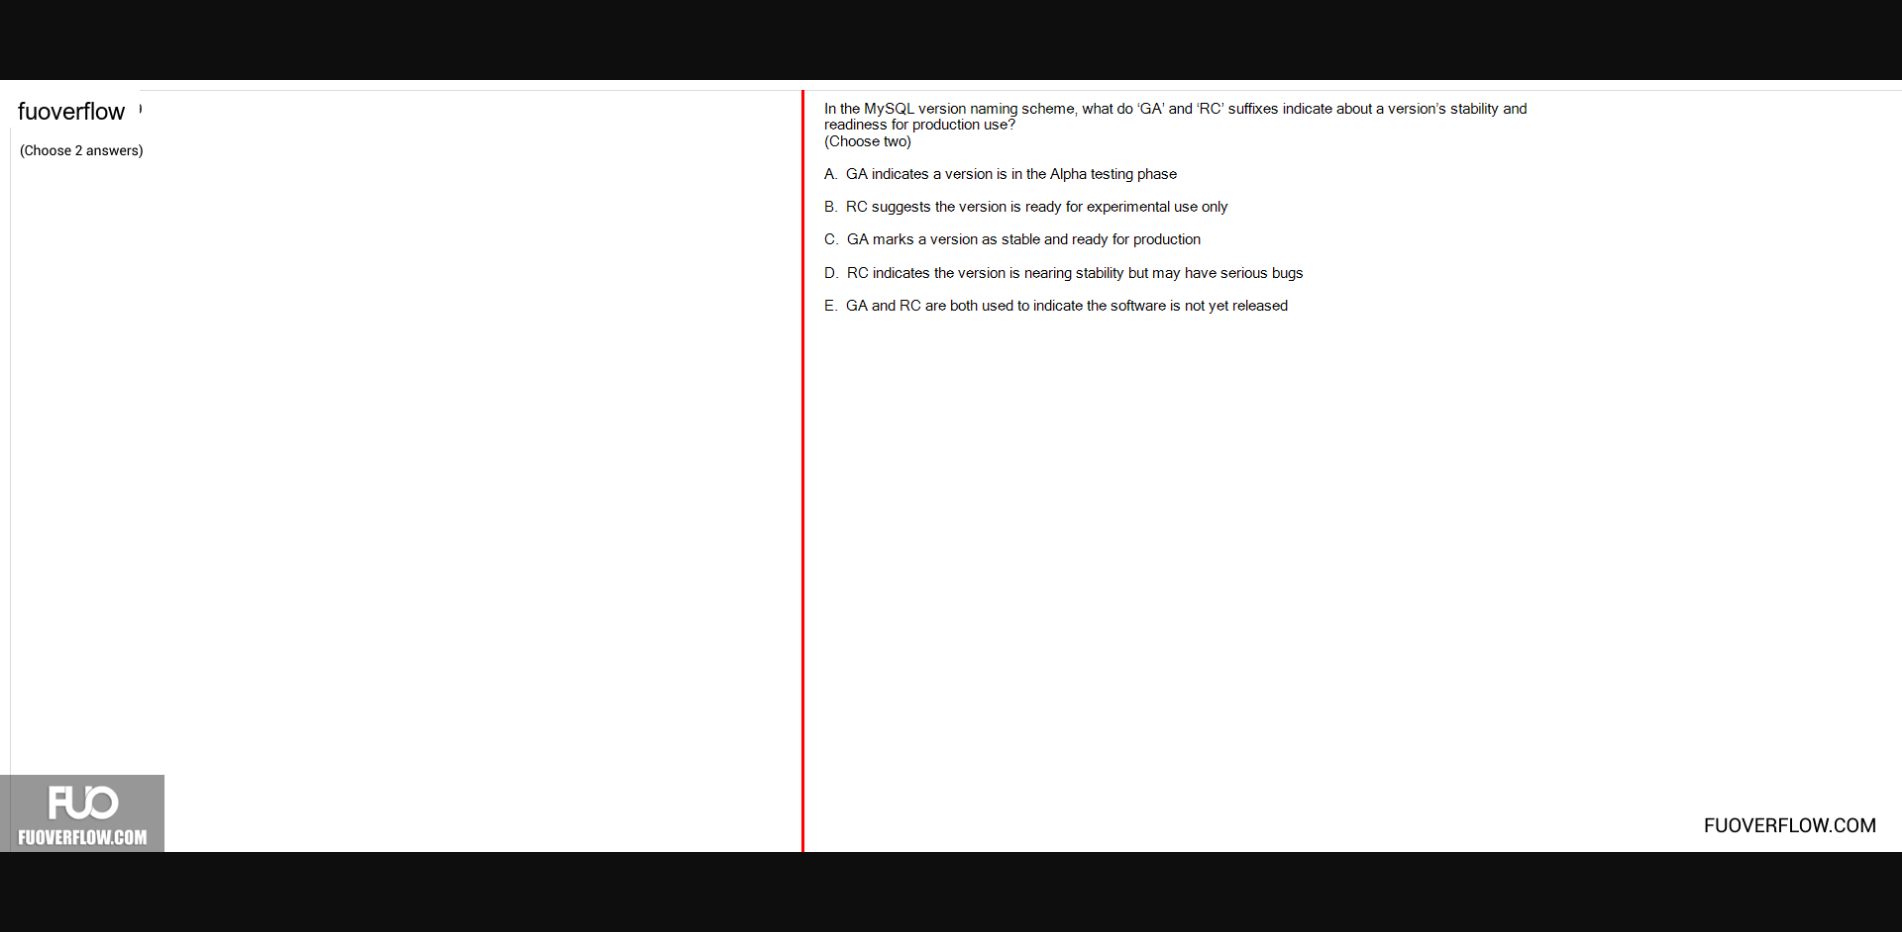 fuoverflow
(Choose 2 answers)
In the MySQL version naming scheme, what do ‘GA’ and ‘RC’ suffixes indicate about a version’s stability and
readiness for production use?
(Choose two)
A. GA indicates a version is in the Alpha testing phase
B. RC suggests the version is ready for experimental use only
C. GA marks a version as stable and ready for production
D. RC indicates the version is nearing stability but may have serious bugs
E. GA and RC are both used to indicate the software is not yet released
FUO
FUOVERFLOW.COM
FUOVERFLOW.COM